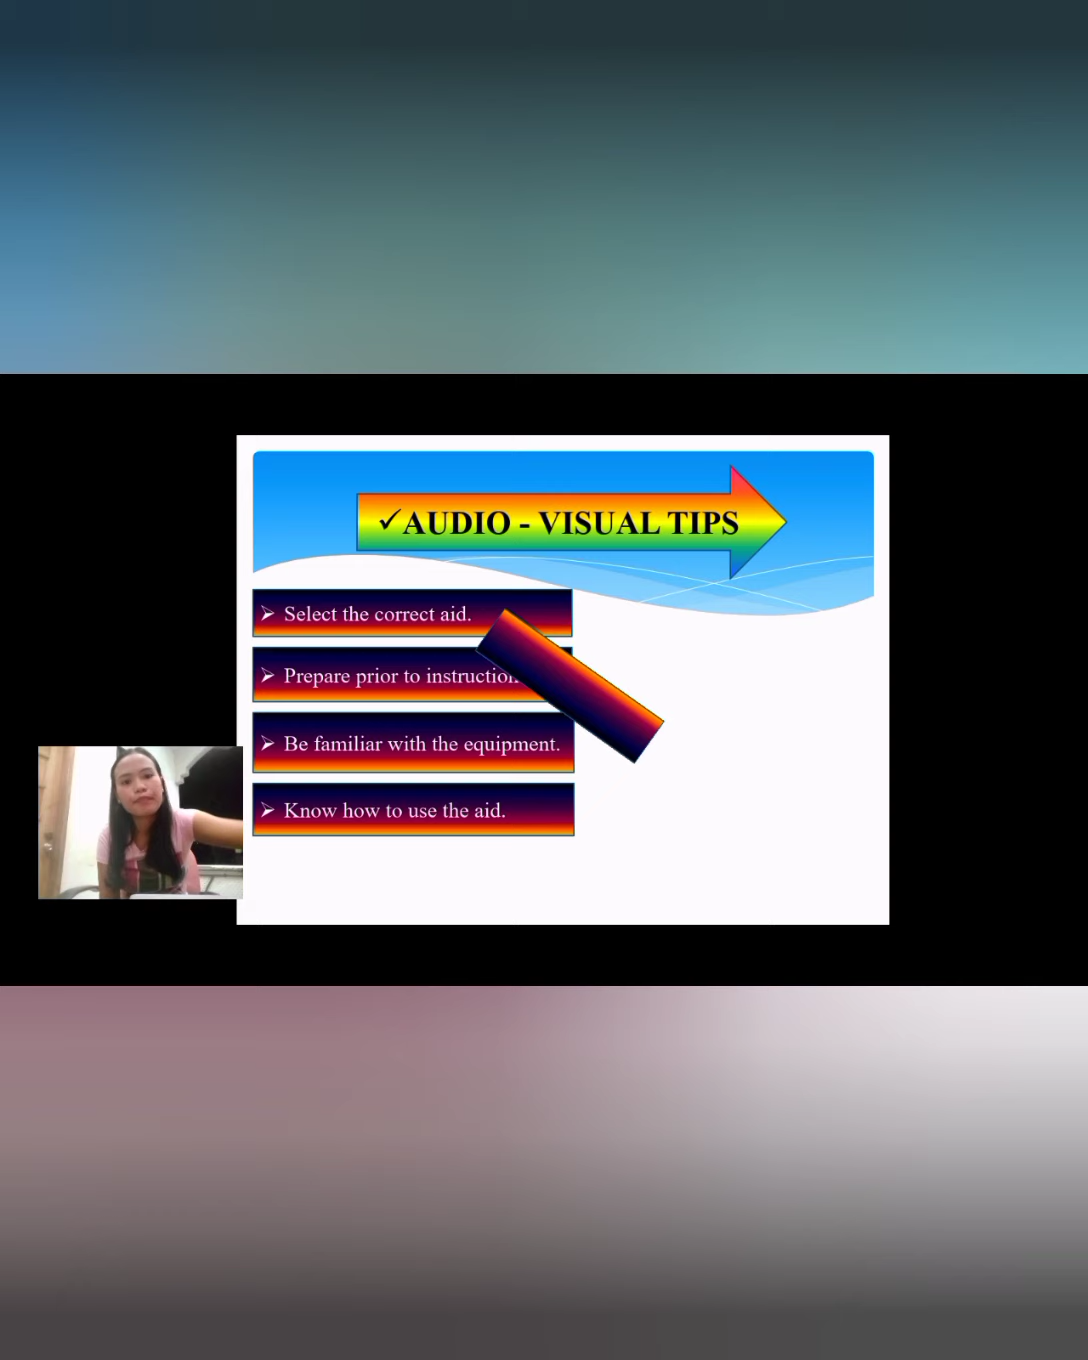 ✓AUDIO - VISUAL TIPS
➢ Select the correct aid.
➢ Prepare prior to instruction.
➢ Be familiar with the equipment.
➢ Know how to use the aid.